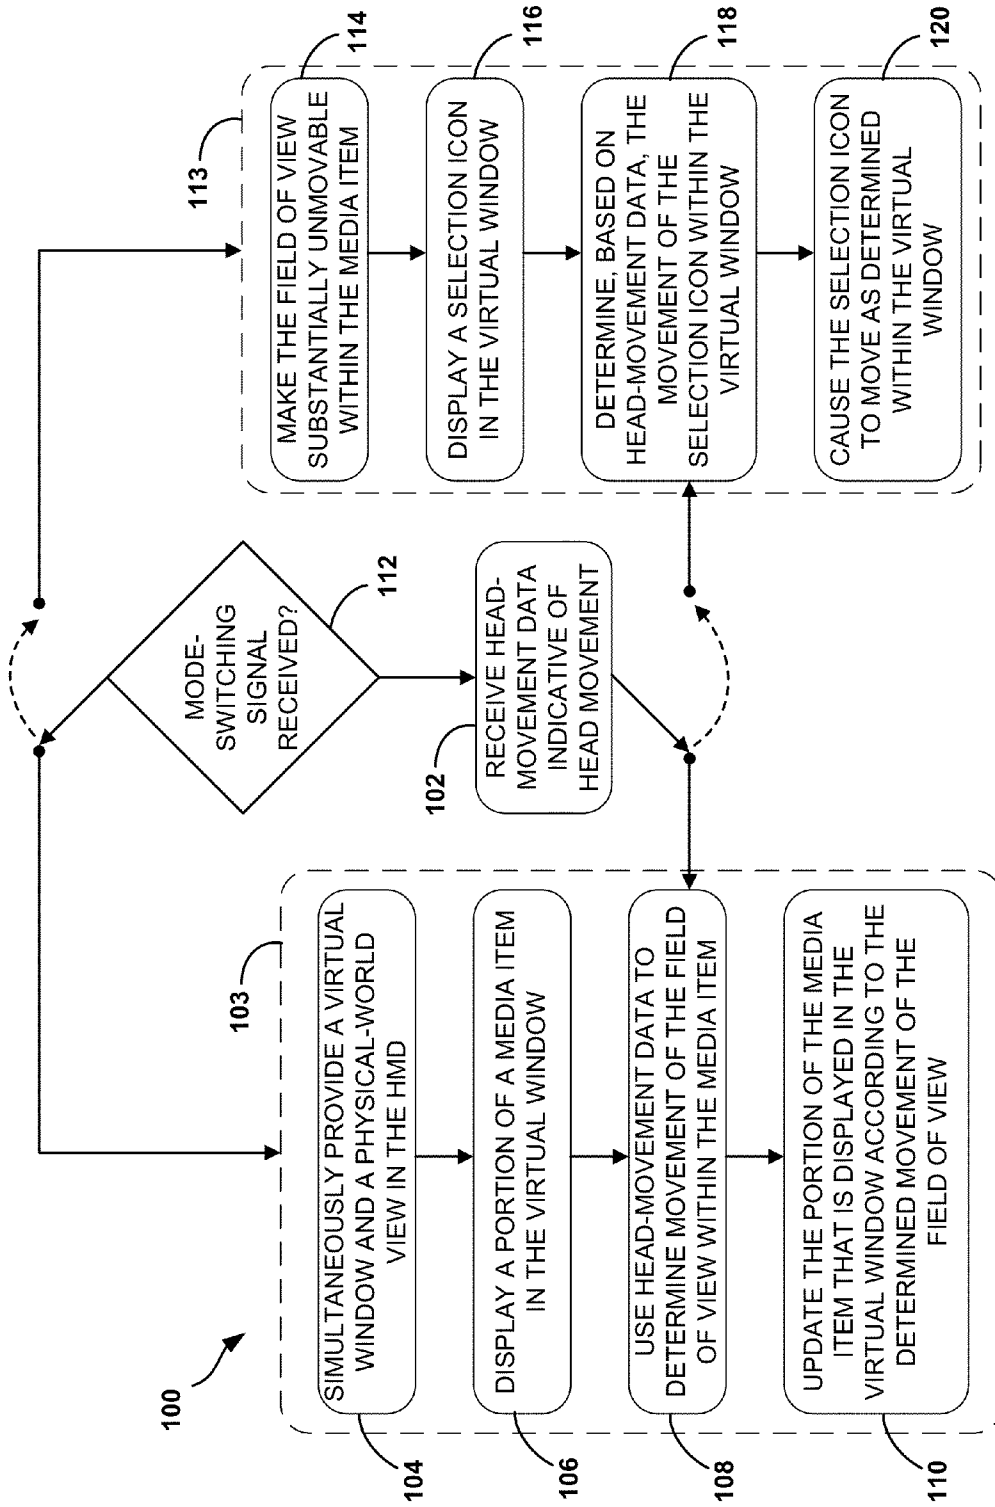 100
103
104
SIMULTANEOUSLY PROVIDE A VIRTUAL
WINDOW AND A PHYSICAL-WORLD
VIEW IN THE HMD
106
DISPLAY A PORTION OF A MEDIA ITEM
IN THE VIRTUAL WINDOW
108
USE HEAD-MOVEMENT DATA TO
DETERMINE MOVEMENT OF THE FIELD
OF VIEW WITHIN THE MEDIA ITEM
110
UPDATE THE PORTION OF THE MEDIA
ITEM THAT IS DISPLAYED IN THE
VIRTUAL WINDOW ACCORDING TO THE
DETERMINED MOVEMENT OF THE
FIELD OF VIEW
MODE-
SWITCHING
SIGNAL
RECEIVED?
112
102
RECEIVE HEAD-
MOVEMENT DATA
INDICATIVE OF
HEAD MOVEMENT
113
114
MAKE THE FIELD OF VIEW
SUBSTANTIALLY UNMOVABLE
WITHIN THE MEDIA ITEM
116
DISPLAY A SELECTION ICON
IN THE VIRTUAL WINDOW
118
DETERMINE, BASED ON
HEAD-MOVEMENT DATA, THE
MOVEMENT OF THE
SELECTION ICON WITHIN THE
VIRTUAL WINDOW
120
CAUSE THE SELECTION ICON
TO MOVE AS DETERMINED
WITHIN THE VIRTUAL
WINDOW